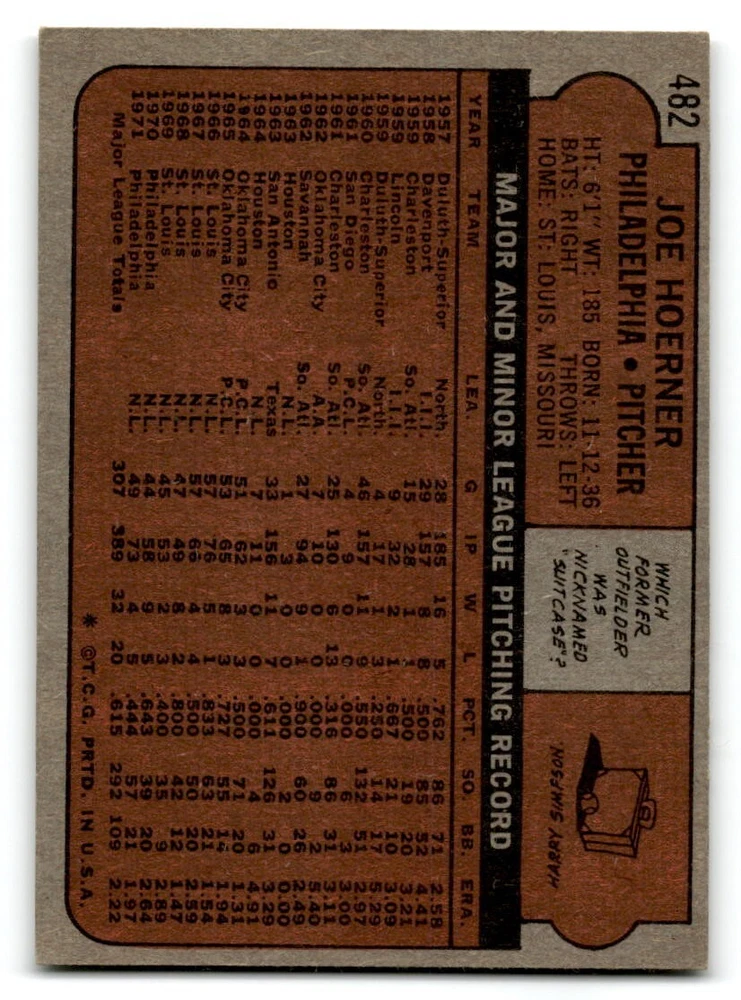 482
JOE HOERNER
PHILADELPHIA • PITCHER
HT: 6'1" WT: 185 BORN: 11-12-36
BATS: RIGHT THROWS: LEFT
HOME: ST. LOUIS, MISSOURI
WHICH
FORMER
OUTFIELDER
WAS
NICKNAMED
"SUITCASE"?
HARRY SIMPSON.
MAJOR AND MINOR LEAGUE PITCHING RECORD
YEAR TEAM LEA. G IP W L PCT. SO. BB. ERA.
1957 Duluth-Superior North. 28 185 16 5 .762 86 71 2.58
1958 Davenport I.I.I. 29 157 8 8 .500 85 52 4.41
1959 Charleston So. Atl. 15 28 1 1 .500 19 20 3.21
1959 Lincoln I.I.I. 9 32 2 1 .667 21 10 3.09
1959 Duluth-Superior North. 4 17 1 3 .250 14 17 5.29
1960 Charleston So. Atl. 46 157 11 9 .550 132 51 2.97
1961 San Diego P.C.L. 4 9 0 0 .000 6 3 3.00
1961 Charleston So. Atl. 25 130 6 13 .316 86 31 3.11
1962 Oklahoma City A.A. 7 10 0 0 .000 9 2 5.40
1962 Savannah So. Atl. 27 94 9 1 .900 60 26 2.49
1963 Houston N.L. 1 3 0 0 .000 2 0 0.00
1963 San Antonio Texas 33 156 11 7 .611 126 31 3.29
1964 Houston N.L. 7 11 0 0 .000 4 6 4.91
1964 Oklahoma City P.C.L. 51 62 3 3 .500 71 20 1.31
1965 Oklahoma City P.C.L. 53 65 8 3 .727 55 14 1.94
1966 St. Louis N.L. 57 76 5 1 .833 63 21 1.54
1967 St. Louis N.L. 57 66 4 4 .500 50 20 2.59
1968 St. Louis N.L. 47 49 8 2 .800 42 12 1.47
1969 St. Louis N.L. 45 53 2 3 .400 35 9 2.89
1970 Philadelphia N.L. 44 58 9 5 .643 39 20 2.64
1971 Philadelphia N.L. 49 73 4 5 .444 57 21 1.97
Major League Totals 307 389 32 20 .615 292 109 2.22
* ©T.C.G. PRTD. IN U.S.A.